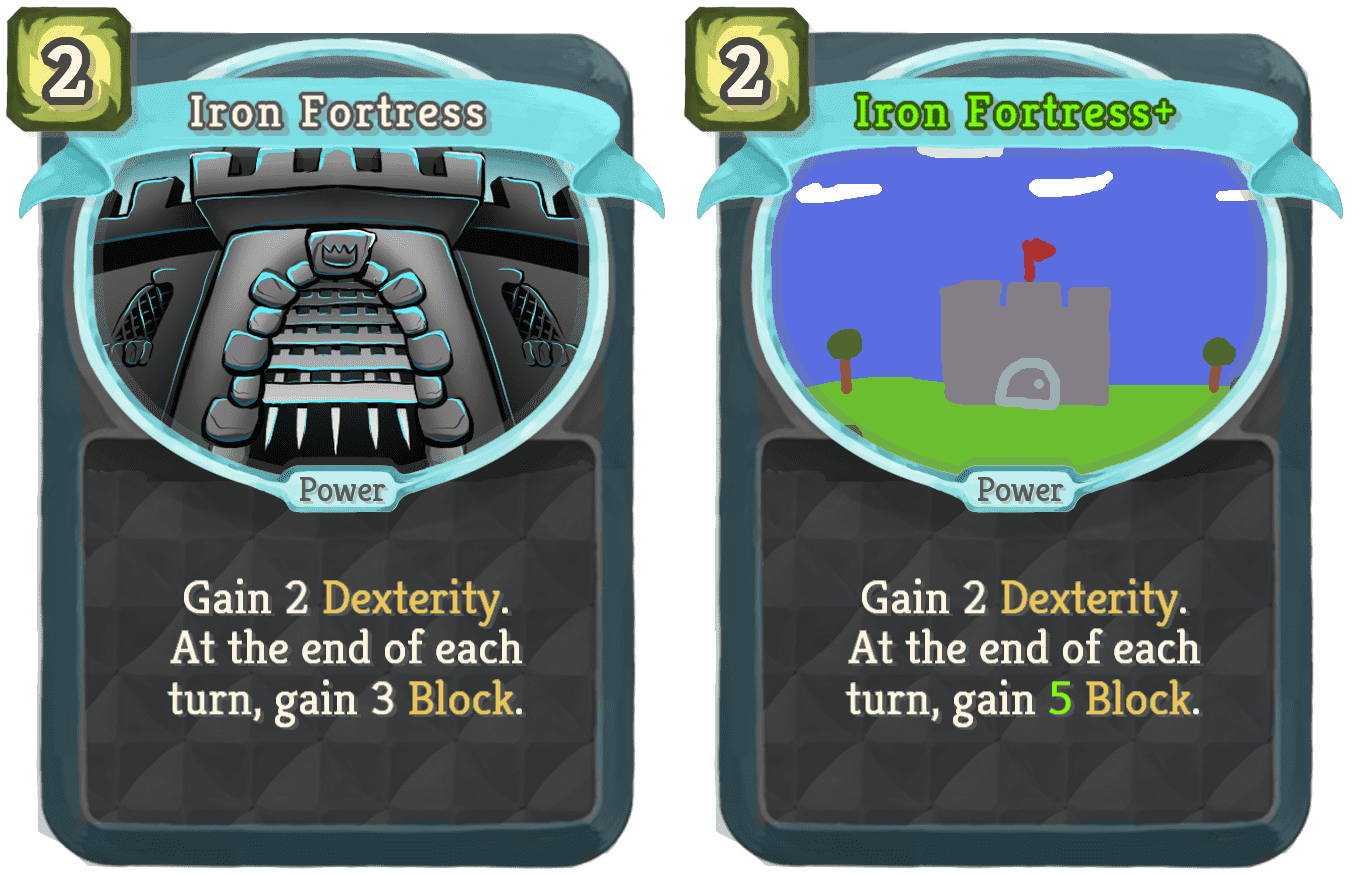 2
Iron Fortress
Power
Gain 2 Dexterity.
At the end of each
turn, gain 3 Block.
2
Iron Fortress+
Power
Gain 2 Dexterity.
At the end of each
turn, gain 5 Block.